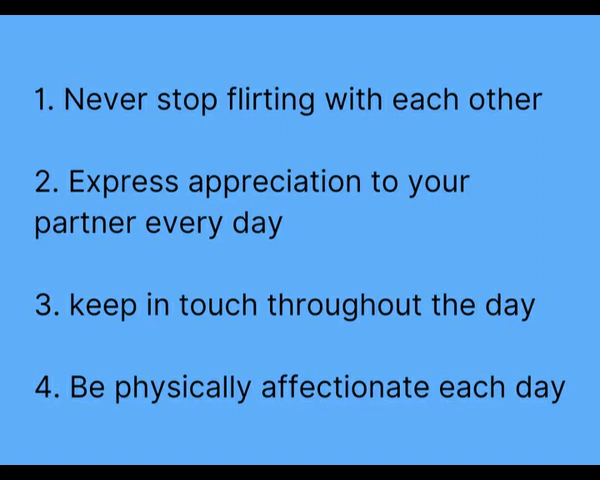 1. Never stop flirting with each other
2. Express appreciation to your
partner every day
3. keep in touch throughout the day
4. Be physically affectionate each day